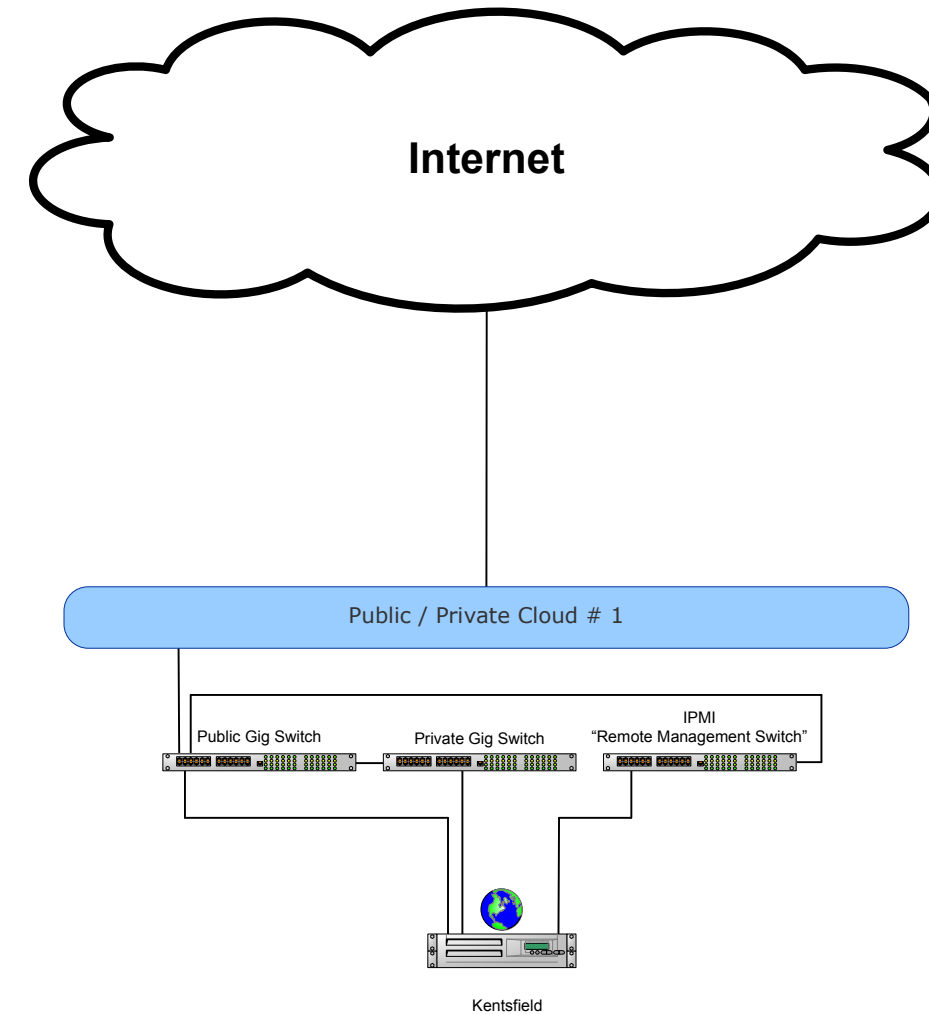 Internet
Public / Private Cloud # 1
Public Gig Switch
Private Gig Switch
IPMI
“Remote Management Switch”
Kentsfield